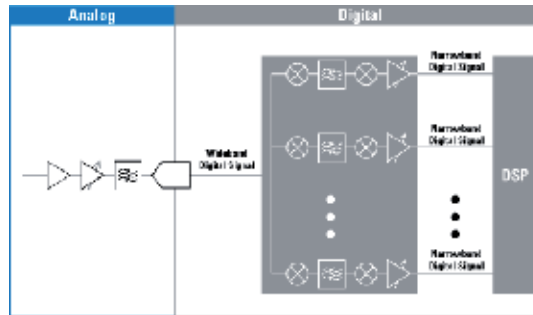 Analog
Digital
Narrowband
Digital Signal
Wideband
Digital Signal
Narrowband
Digital Signal
DSP
Narrowband
Digital Signal